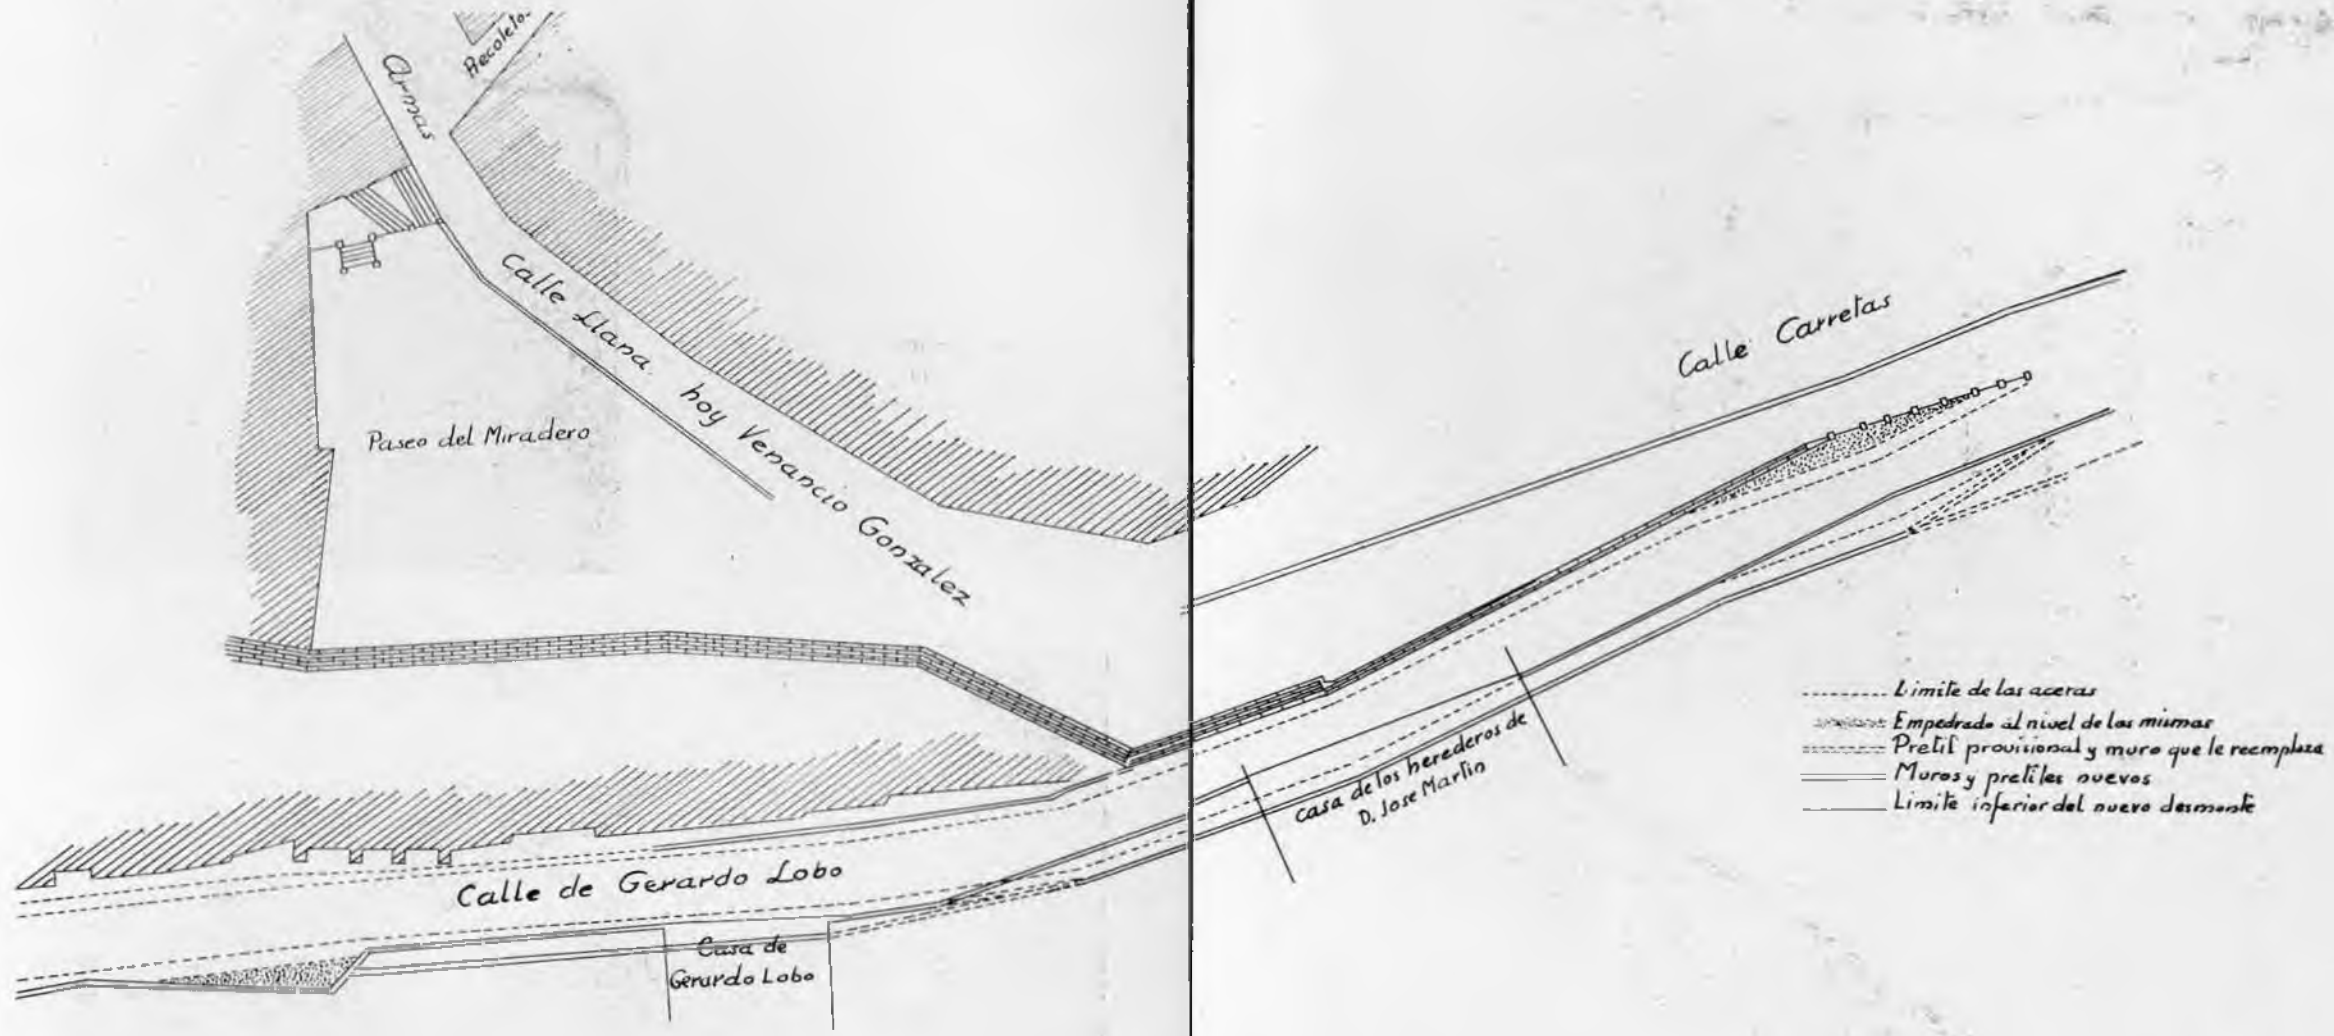 Armas
Recoleto-
Calle Llana. hoy Venancio Gonzalez
Paseo del Miradero
Calle Carretas
Calle de Gerardo Lobo
Casa de
Gerardo Lobo
casa de los herederos de
D. Jose Martin
Limite de las aceras
Empedrado al nivel de las mismas
Pretil provisional y muro que le reemplaza
Muros y pretiles nuevos
Limite inferior del nuevo desmonte